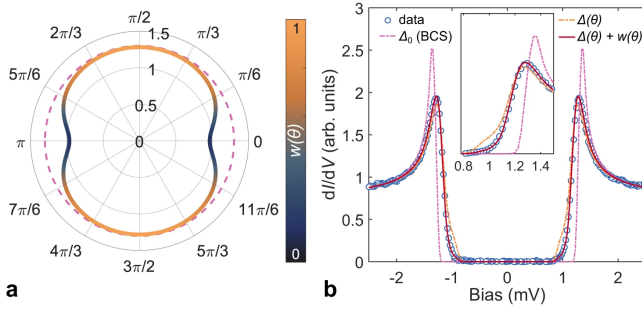 π/2
2π/3
π/3
5π/6
π/6
π
0
7π/6
11π/6
4π/3
5π/3
3π/2
1.5
1
0.5
0
1
w(θ)
0
a
3
2.5
2
1.5
1
0.5
0
dI/dV (arb. units)
data
Δ₀ (BCS)
Δ(θ)
Δ(θ) + w(θ)
0.8 1 1.2 1.4
-2 -1 0 1 2
Bias (mV)
b